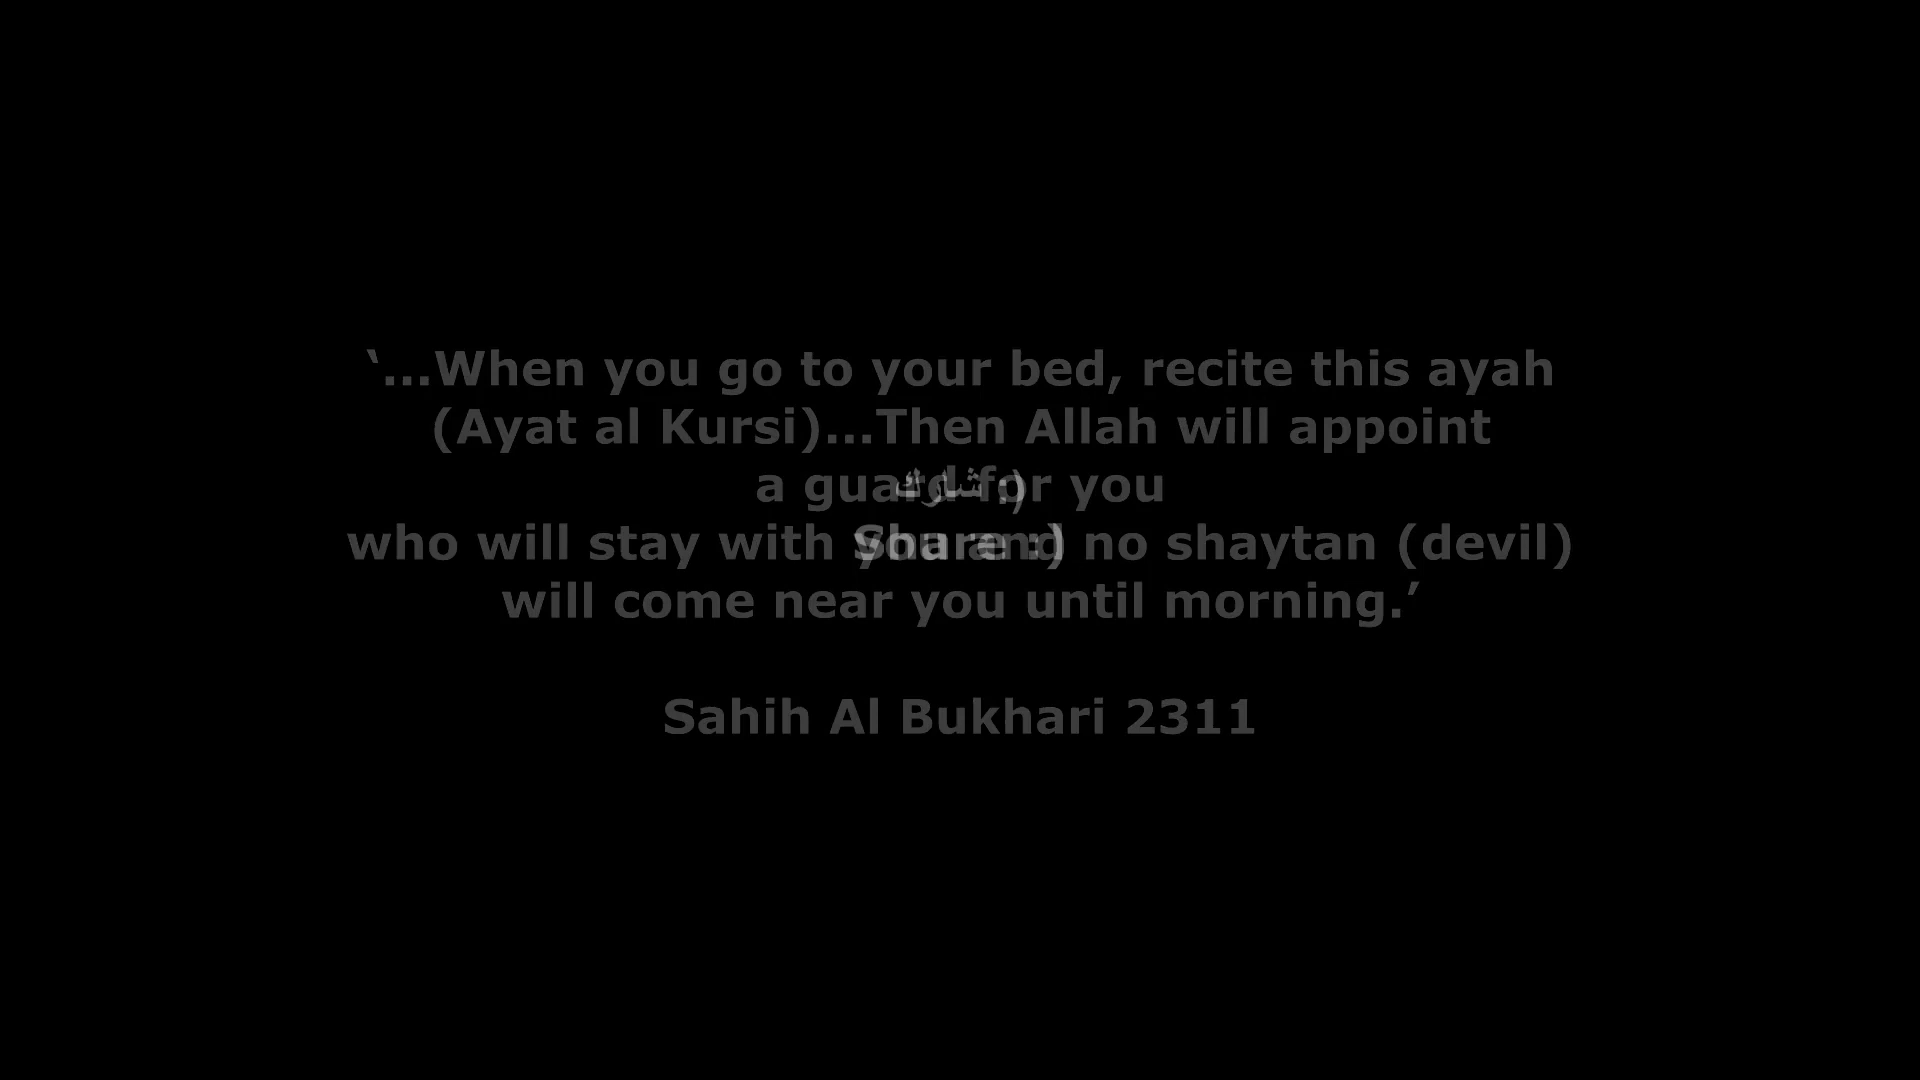 ‘...When you go to your bed, recite this ayah
(Ayat al Kursi)...Then Allah will appoint
a guard for you
who will stay with you and no shaytan (devil)
will come near you until morning.’
Sahih Al Bukhari 2311
شارك :)
Share :)